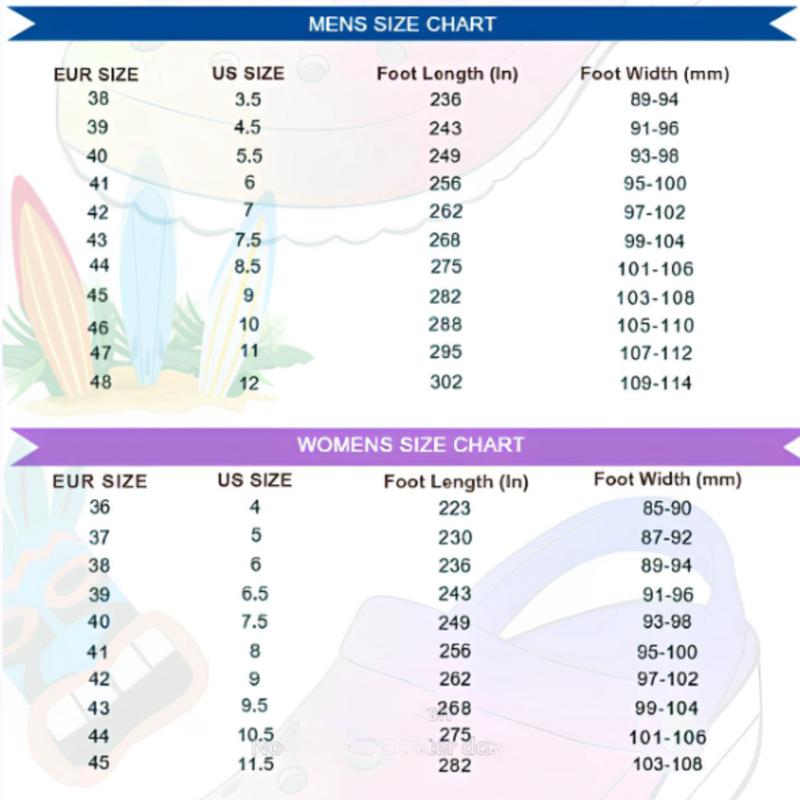 MENS SIZE CHART
EUR SIZE US SIZE Foot Length (In) Foot Width (mm)
38 3.5 236 89-94
39 4.5 243 91-96
40 5.5 249 93-98
41 6 256 95-100
42 7 262 97-102
43 7.5 268 99-104
44 8.5 275 101-106
45 9 282 103-108
46 10 288 105-110
47 11 295 107-112
48 12 302 109-114
WOMENS SIZE CHART
EUR SIZE US SIZE Foot Length (In) Foot Width (mm)
36 4 223 85-90
37 5 230 87-92
38 6 236 89-94
39 6.5 243 91-96
40 7.5 249 93-98
41 8 256 95-100
42 9 262 97-102
43 9.5 268 99-104
44 10.5 275 101-106
45 11.5 282 103-108